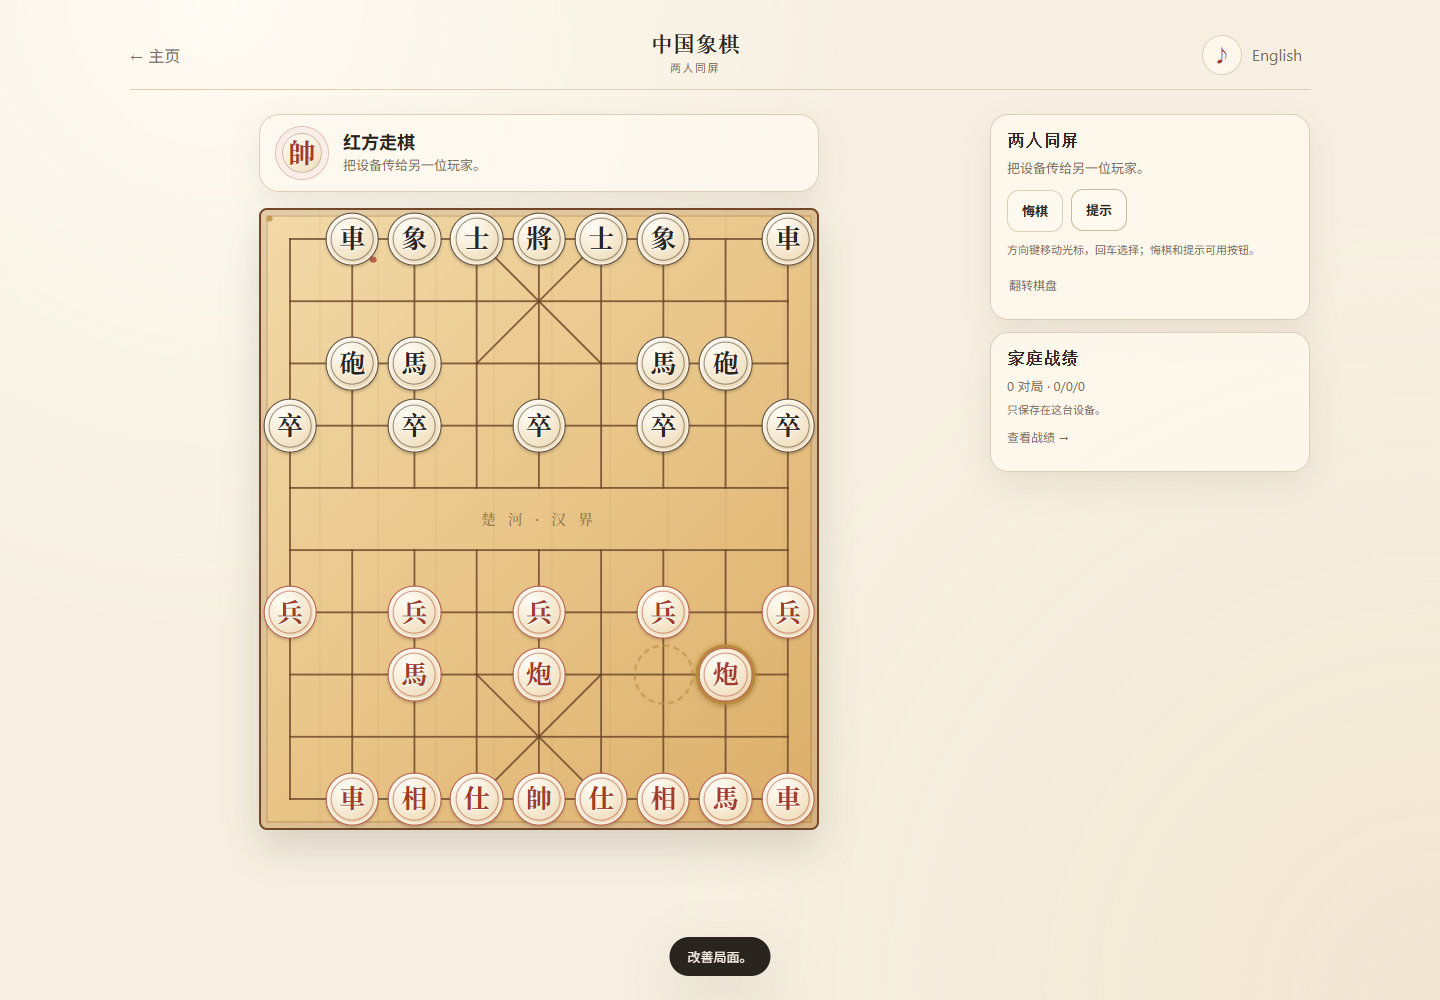 ← 主页
中国象棋
两人同屏
♪ English
帥
红方走棋
把设备传给另一位玩家。
車 象 士 將 士 象 車
砲 馬 馬 砲
卒 卒 卒 卒 卒
楚 河 · 汉 界
兵 兵 兵 兵 兵
馬 炮 炮
車 相 仕 帥 仕 相 馬 車
两人同屏
把设备传给另一位玩家。
悔棋 提示
方向键移动光标，回车选择；悔棋和提示可用按钮。
翻转棋盘
家庭战绩
0 对局 · 0/0/0
只保存在这台设备。
查看战绩 →
改善局面。